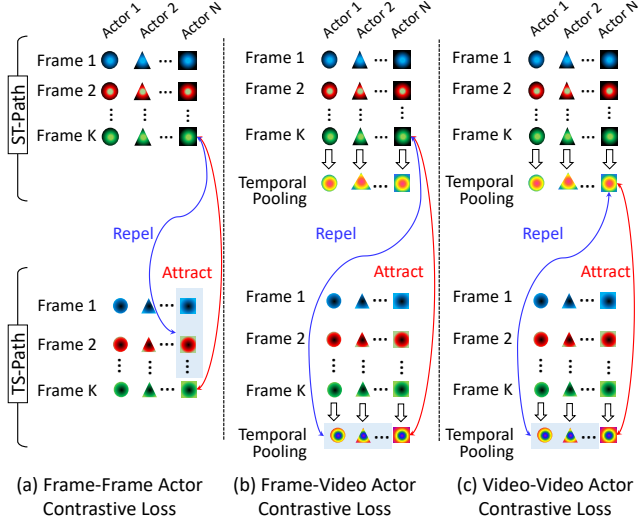 Actor 1 Actor 2 Actor N Actor 1 Actor 2 Actor N Actor 1 Actor 2 Actor N
ST-Path
Frame 1 Frame 1 Frame 1
Frame 2 Frame 2 Frame 2
Frame K Frame K Frame K
Temporal Pooling
Temporal Pooling
Repel Repel Repel
Attract Attract Attract
TS-Path
Frame 1 Frame 1 Frame 1
Frame 2 Frame 2 Frame 2
Frame K Frame K Frame K
Temporal Pooling
Temporal Pooling
(a) Frame-Frame Actor Contrastive Loss
(b) Frame-Video Actor Contrastive Loss
(c) Video-Video Actor Contrastive Loss